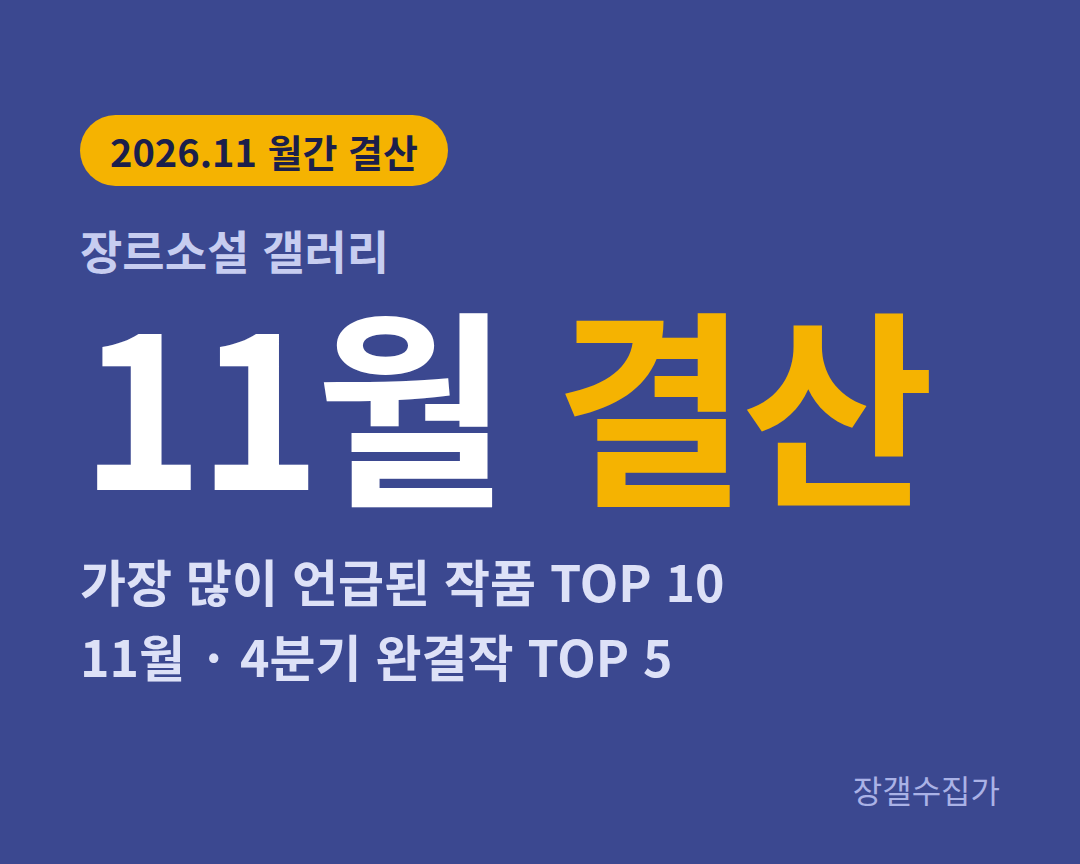 2026.11 월간 결산
장르소설 갤러리
11월 결산
가장 많이 언급된 작품 TOP 10
11월 · 4분기 완결작 TOP 5
장갤수집가